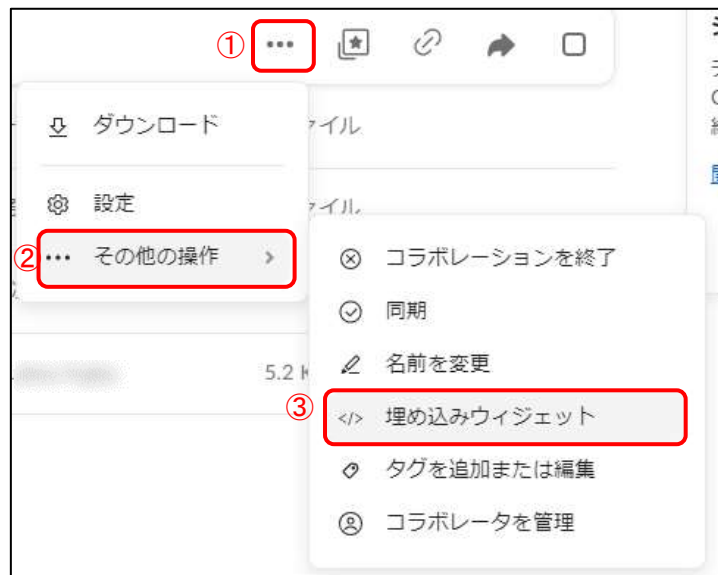 ①
ダウンロード
ァイル
設定
ァイル
② その他の操作
コラボレーションを終了
同期
名前を変更
5.2 K
③ 埋め込みウィジェット
タグを追加または編集
コラボレータを管理